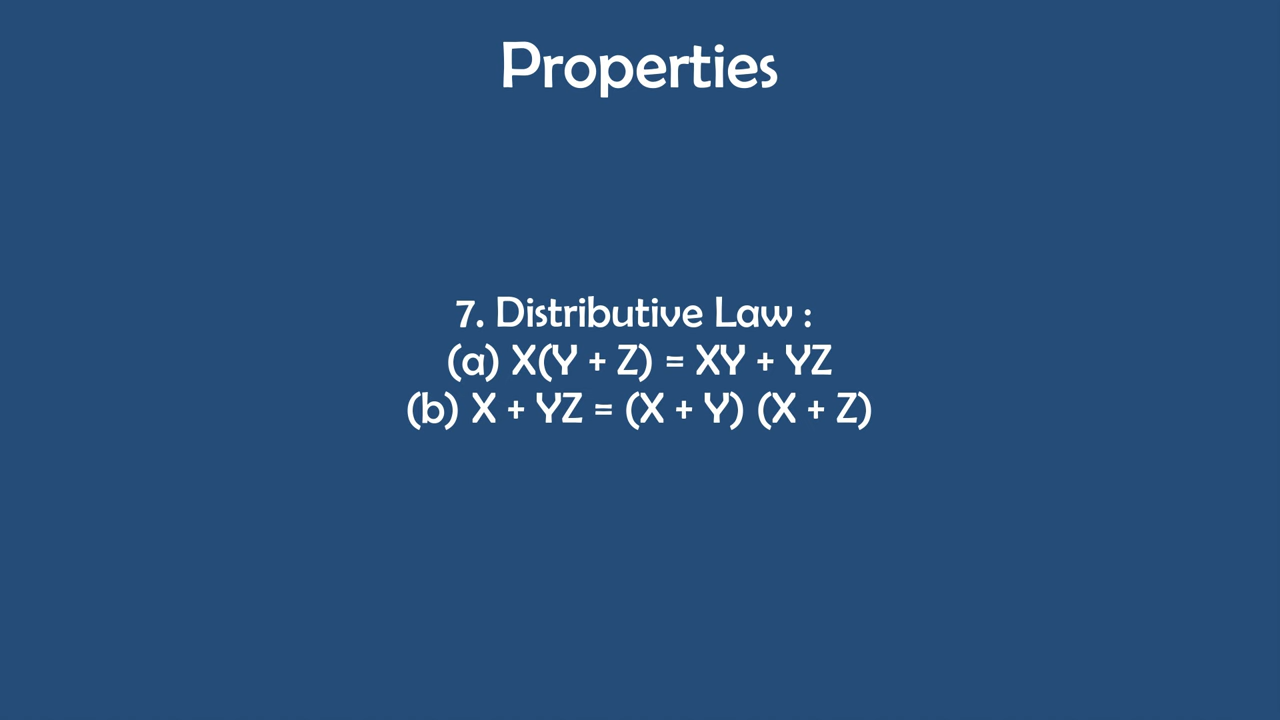 Properties
7. Distributive Law :
(a) X(Y + Z) = XY + YZ
(b) X + YZ = (X + Y) (X + Z)